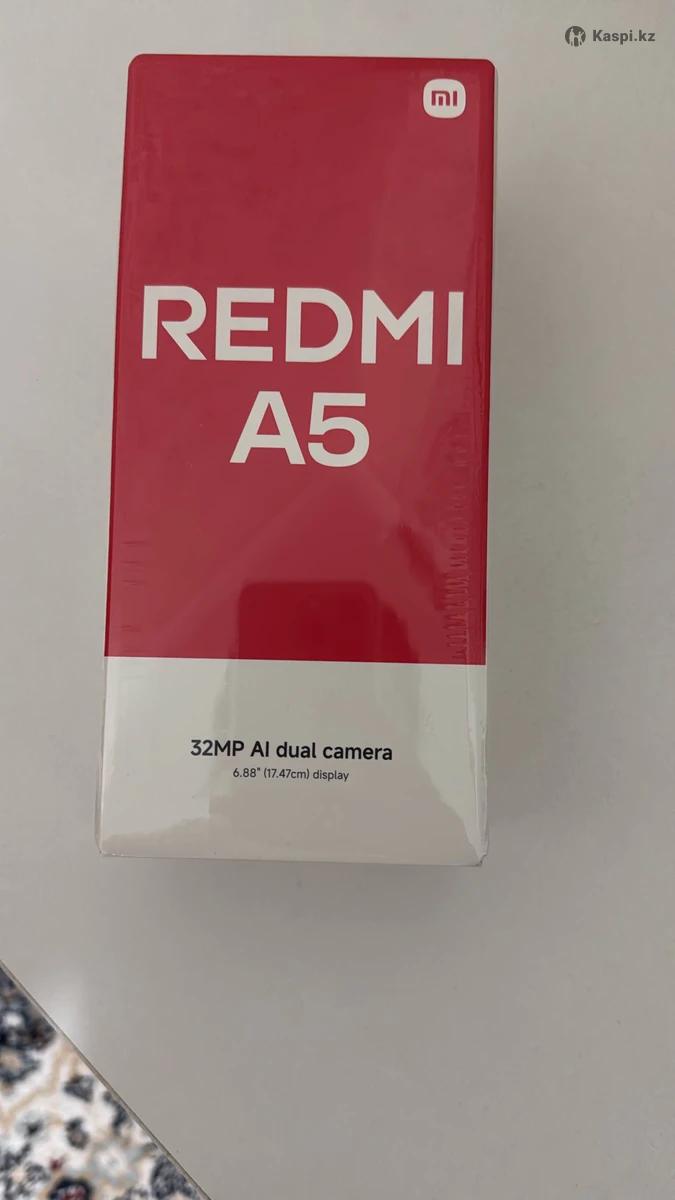 Kaspi.kz
mi
REDMI
A5
32MP AI dual camera
6.88" (17.47cm) display